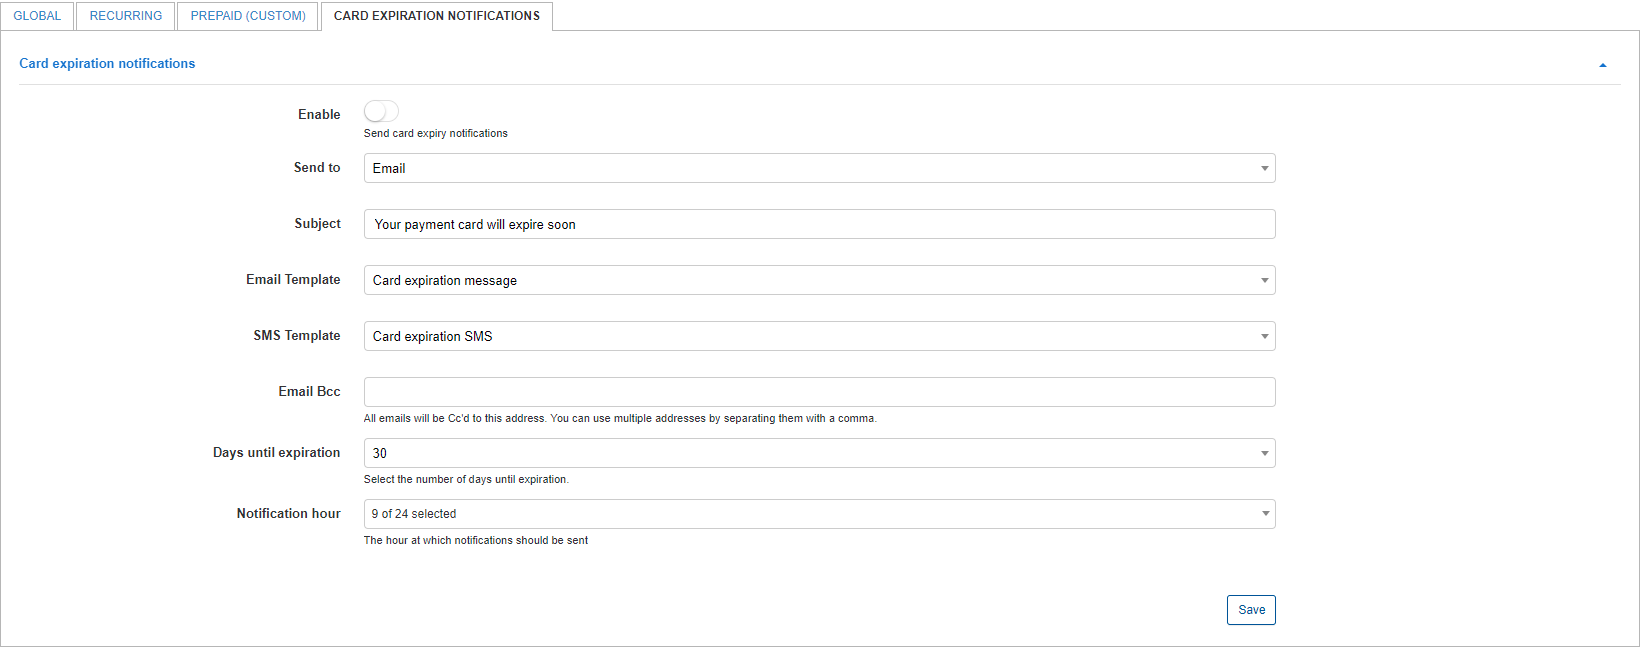 GLOBAL RECURRING PREPAID (CUSTOM) CARD EXPIRATION NOTIFICATIONS
Card expiration notifications
Enable
Send card expiry notifications
Send to Email
Subject Your payment card will expire soon
Email Template Card expiration message
SMS Template Card expiration SMS
Email Bcc
All emails will be Cc'd to this address. You can use multiple addresses by separating them with a comma.
Days until expiration 30
Select the number of days until expiration.
Notification hour 9 of 24 selected
The hour at which notifications should be sent
Save